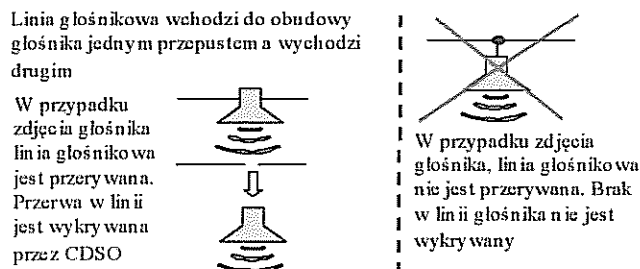 Linia głośnikowa wchodzi do obudowy
głośnika jednym przepustem a wychodzi
drugim
W przypadku
zdjęcia głośnika
linia głośnikowa
jest przerywana.
Przerwa w linii
jest wykrywana
przez CDSO
W przypadku zdjęcia
głośnika, linia głośnikowa
nie jest przerywana. Brak
w linii głośnika nie jest
wykrywany